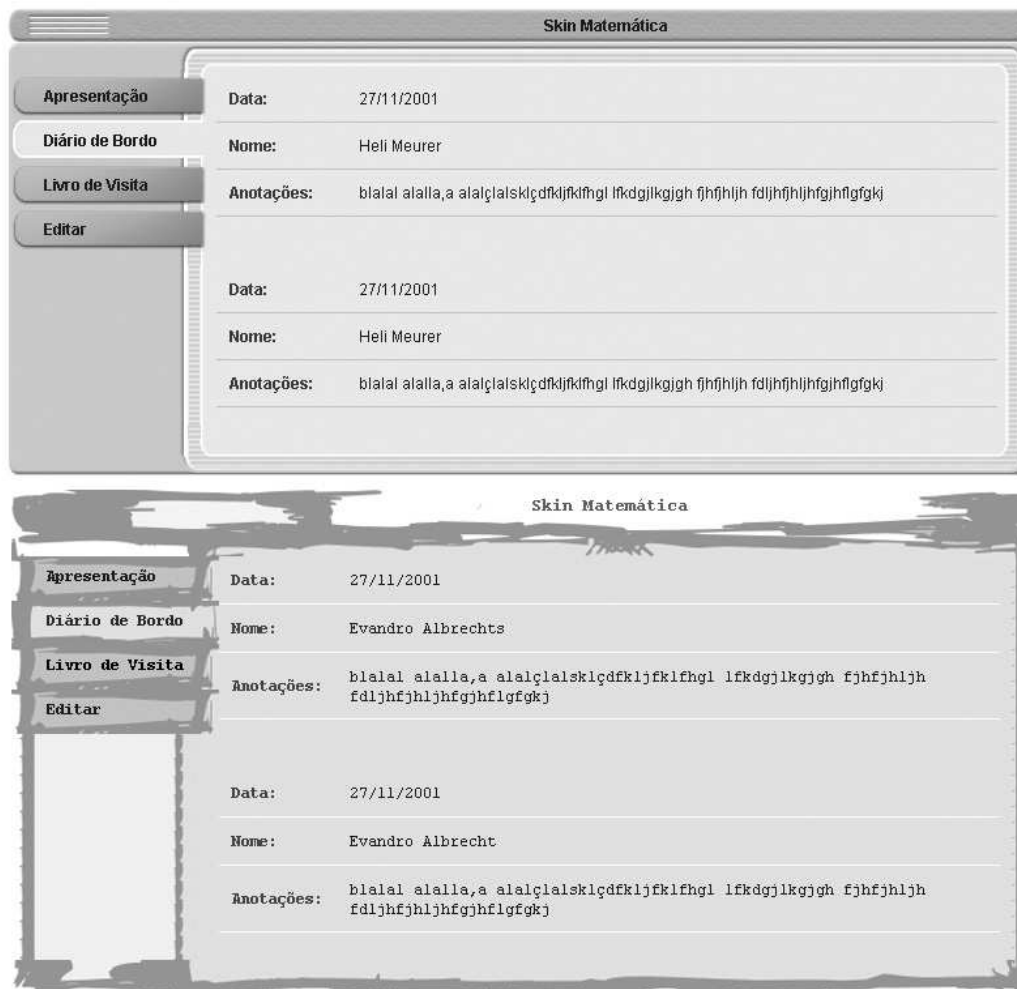 Skin Matemática
Apresentação
Diário de Bordo
Livro de Visita
Editar
Data: 27/11/2001
Nome: Heli Meurer
Anotações: blalal alalla,a alalçlalsklçdfkljfklfhgl lfkdgjlkgjgh fjhfjhljh fdljhfjhljhfgjhflgfgkj
Data: 27/11/2001
Nome: Heli Meurer
Anotações: blalal alalla,a alalçlalsklçdfkljfklfhgl lfkdgjlkgjgh fjhfjhljh fdljhfjhljhfgjhflgfgkj
Skin Matemática
Apresentação
Diário de Bordo
Livro de Visita
Editar
Data: 27/11/2001
Nome: Evandro Albrechts
Anotações: blalal alalla,a alalçlalsklçdfkljfklfhgl lfkdgjlkgjgh fjhfjhljh
fdljhfjhljhfgjhflgfgkj
Data: 27/11/2001
Nome: Evandro Albrecht
Anotações: blalal alalla,a alalçlalsklçdfkljfklfhgl lfkdgjlkgjgh fjhfjhljh
fdljhfjhljhfgjhflgfgkj